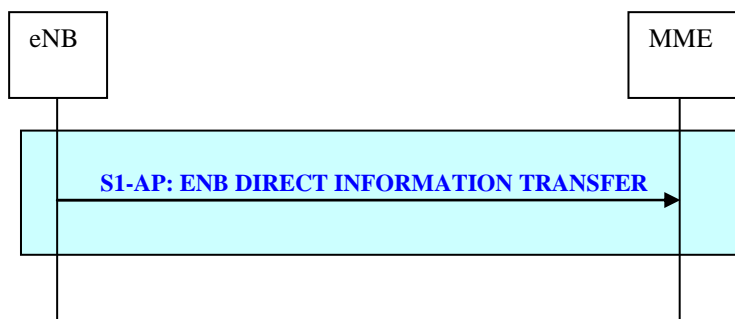 eNB
MME
S1-AP: ENB DIRECT INFORMATION TRANSFER